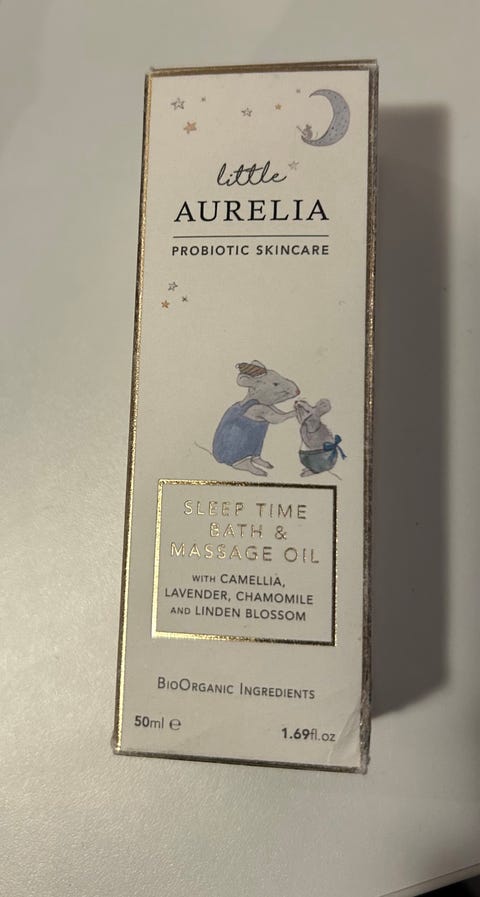 little
AURELIA
PROBIOTIC SKINCARE
SLEEP TIME
BATH &
MASSAGE OIL
WITH CAMELLIA,
LAVENDER, CHAMOMILE
AND LINDEN BLOSSOM
BIOORGANIC INGREDIENTS
50ml ℮
1.69fl.oz